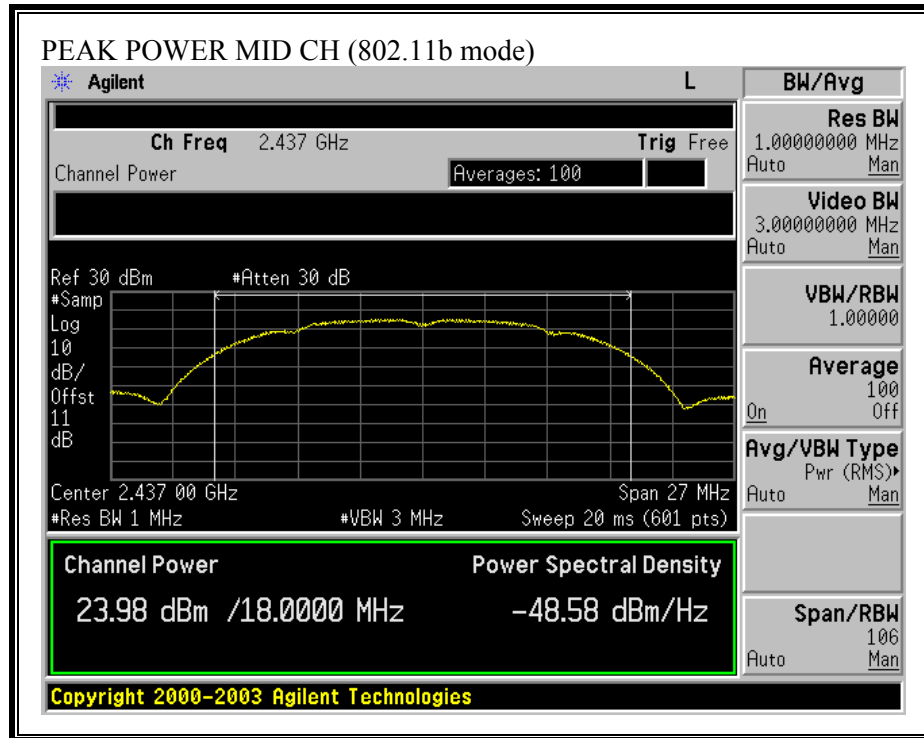 PEAK POWER MID CH (802.11b mode)
Agilent L BW/Avg
Ch Freq 2.437 GHz Trig Free
Channel Power Averages: 100
Ref 30 dBm #Atten 30 dB
#Samp
Log
10
dB/
Offst
11
dB
Center 2.437 00 GHz Span 27 MHz
#Res BW 1 MHz #VBW 3 MHz Sweep 20 ms (601 pts)
Channel Power Power Spectral Density
23.98 dBm /18.0000 MHz -48.58 dBm/Hz
Res BW
1.00000000 MHz
Auto Man
Video BW
3.00000000 MHz
Auto Man
VBW/RBW
1.00000
Average
100
On Off
Avg/VBW Type
Pwr (RMS)▸
Auto Man
Span/RBW
106
Auto Man
Copyright 2000-2003 Agilent Technologies